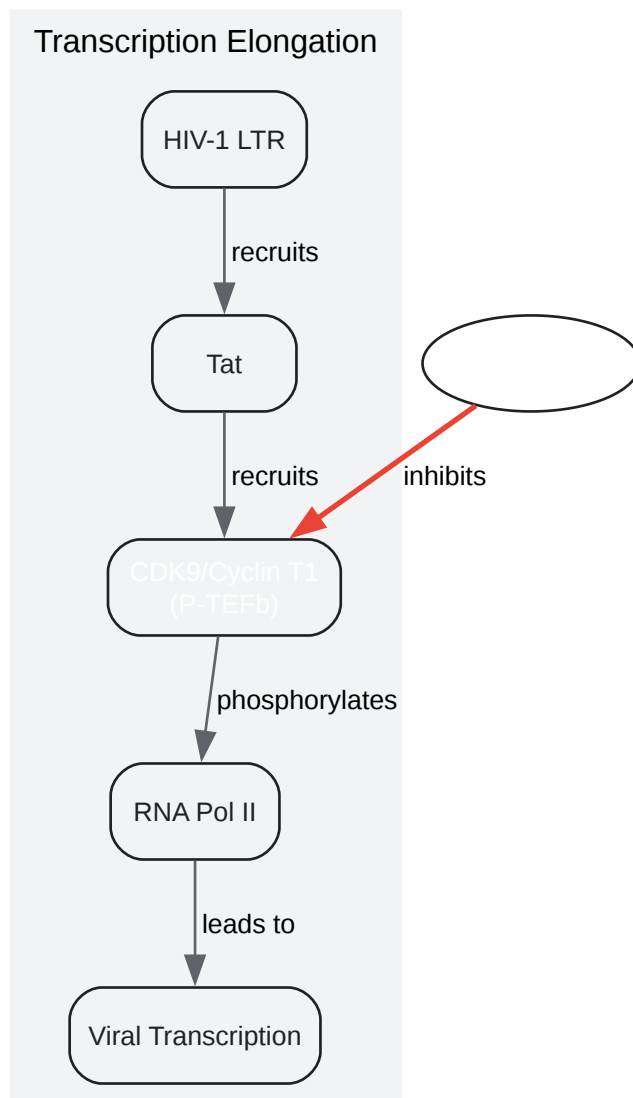 Transcription Elongation
HIV-1 LTR
recruits
Tat
recruits
inhibits
CDK9/Cyclin T1
(P-TEFb)
phosphorylates
RNA Pol II
leads to
Viral Transcription